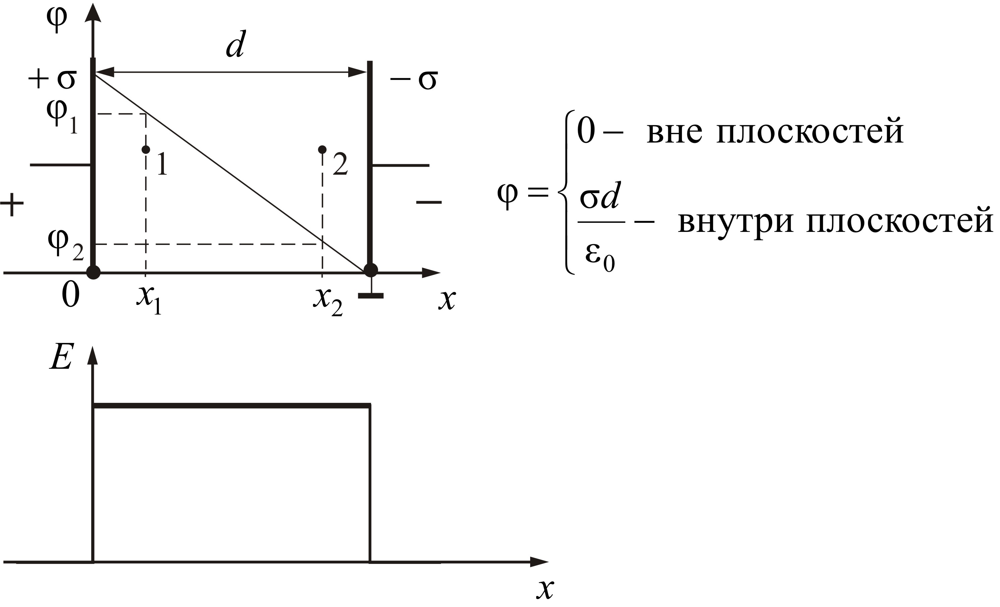 φ
d
+ σ
− σ
φ₁
1
2
+
−
φ₂
0
x₁
x₂
x
φ = { 0 − вне плоскостей
σd/ε₀ − внутри плоскостей
E
x